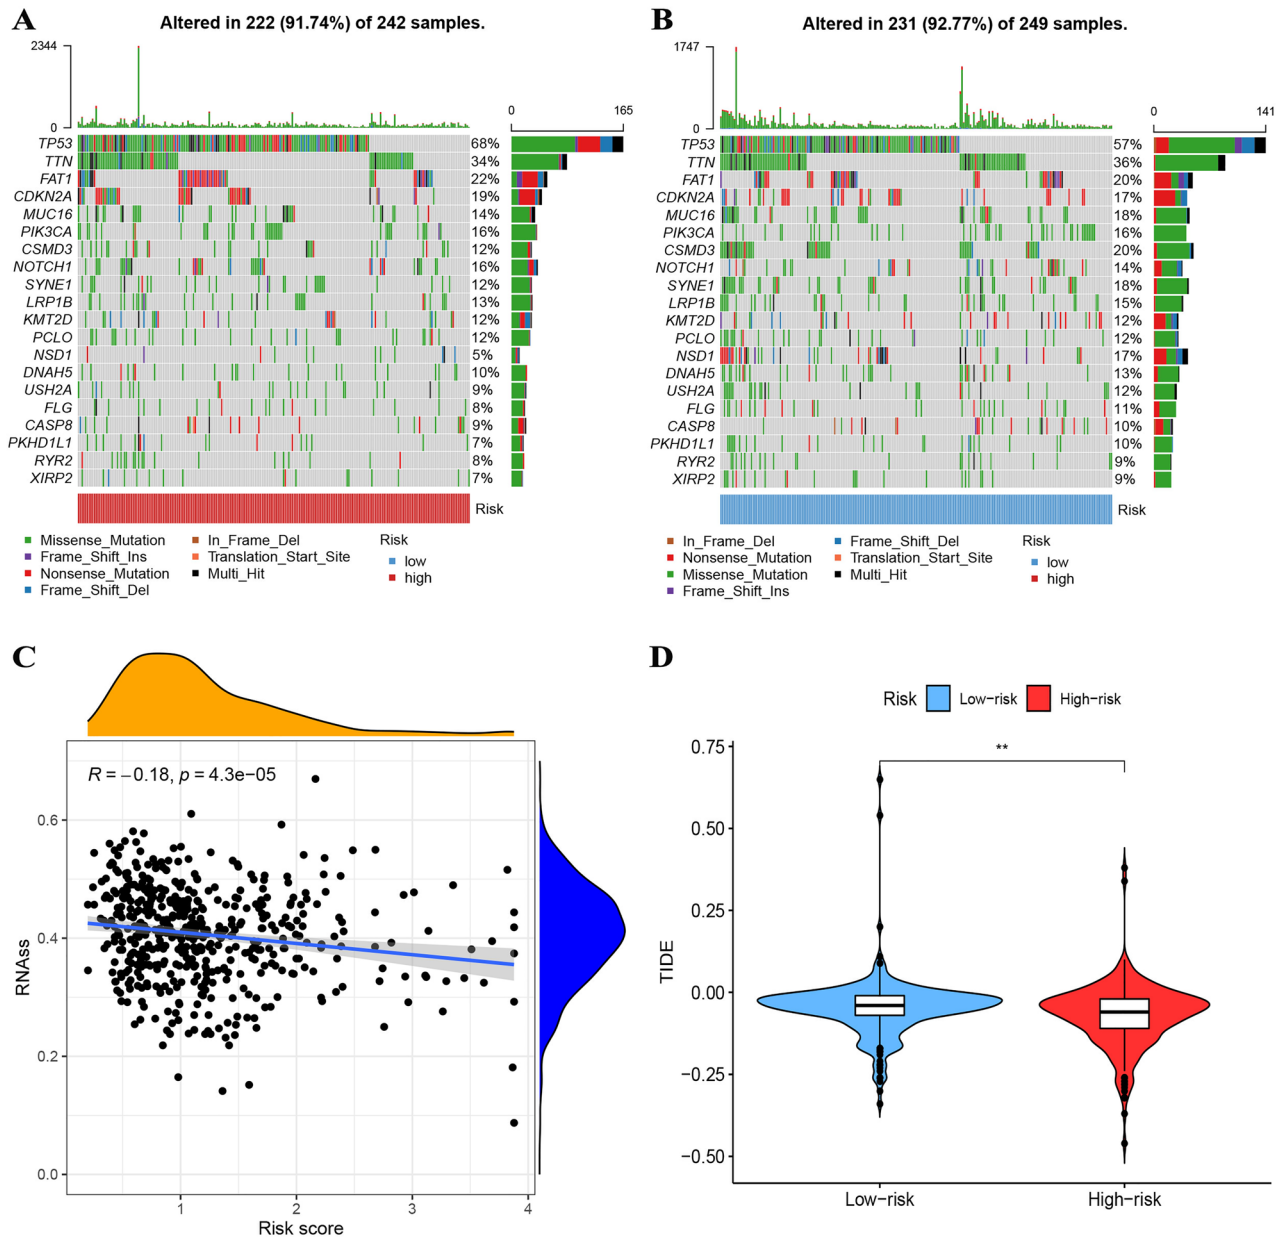 A
Altered in 222 (91.74%) of 242 samples.
2344
0
0 165
TP53 68%
TTN 34%
FAT1 22%
CDKN2A 19%
MUC16 14%
PIK3CA 16%
CSMD3 12%
NOTCH1 16%
SYNE1 12%
LRP1B 13%
KMT2D 12%
PCLO 12%
NSD1 5%
DNAH5 10%
USH2A 9%
FLG 8%
CASP8 9%
PKHD1L1 7%
RYR2 8%
XIRP2 7%
Risk
Missense_Mutation
Frame_Shift_Ins
Nonsense_Mutation
Frame_Shift_Del
In_Frame_Del
Translation_Start_Site
Multi_Hit
Risk
low
high
B
Altered in 231 (92.77%) of 249 samples.
1747
0
0 141
TP53 57%
TTN 36%
FAT1 20%
CDKN2A 17%
MUC16 18%
PIK3CA 16%
CSMD3 20%
NOTCH1 14%
SYNE1 18%
LRP1B 15%
KMT2D 12%
PCLO 12%
NSD1 17%
DNAH5 13%
USH2A 12%
FLG 11%
CASP8 10%
PKHD1L1 10%
RYR2 9%
XIRP2 9%
Risk
In_Frame_Del
Nonsense_Mutation
Missense_Mutation
Frame_Shift_Ins
Frame_Shift_Del
Translation_Start_Site
Multi_Hit
Risk
low
high
C
R = −0.18, p = 4.3e−05
RNAss
0.6
0.4
0.2
0.0
1 2 3 4
Risk score
D
Risk Low−risk High−risk
**
TIDE
0.75
0.50
0.25
0.00
−0.25
−0.50
Low−risk High−risk